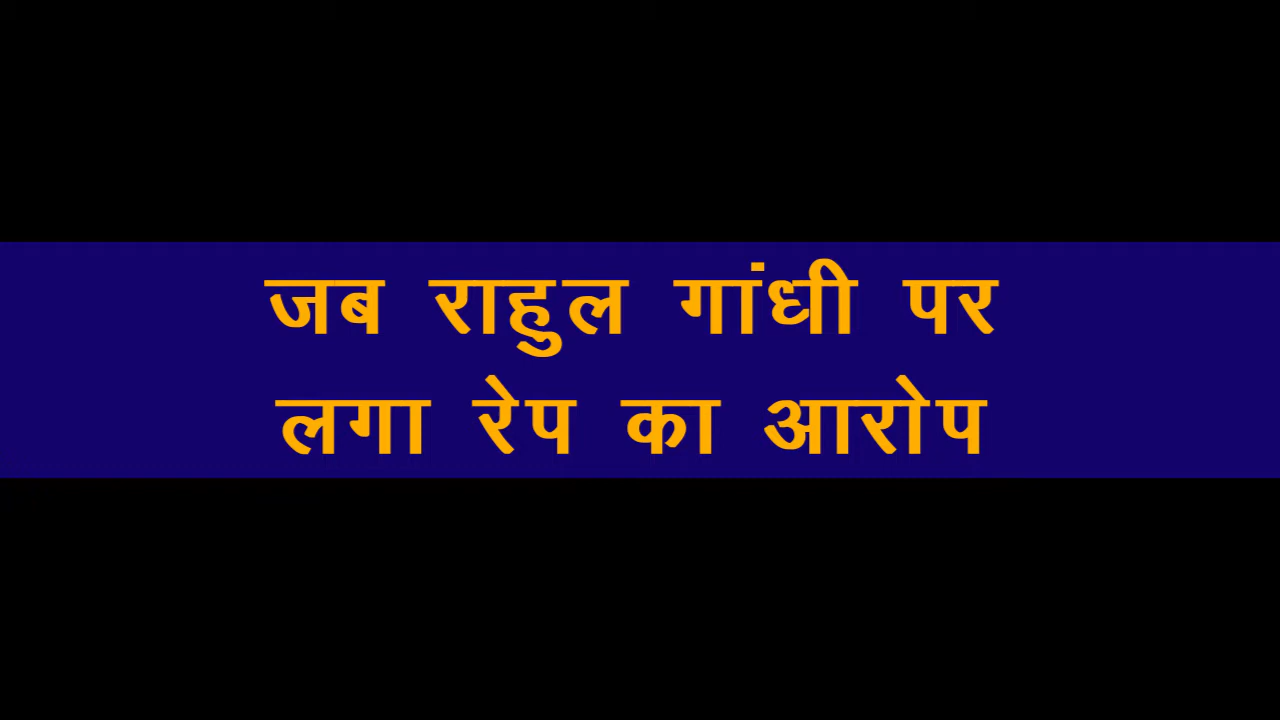 जब राहुल गांधी पर
लगा रेप का आरोप